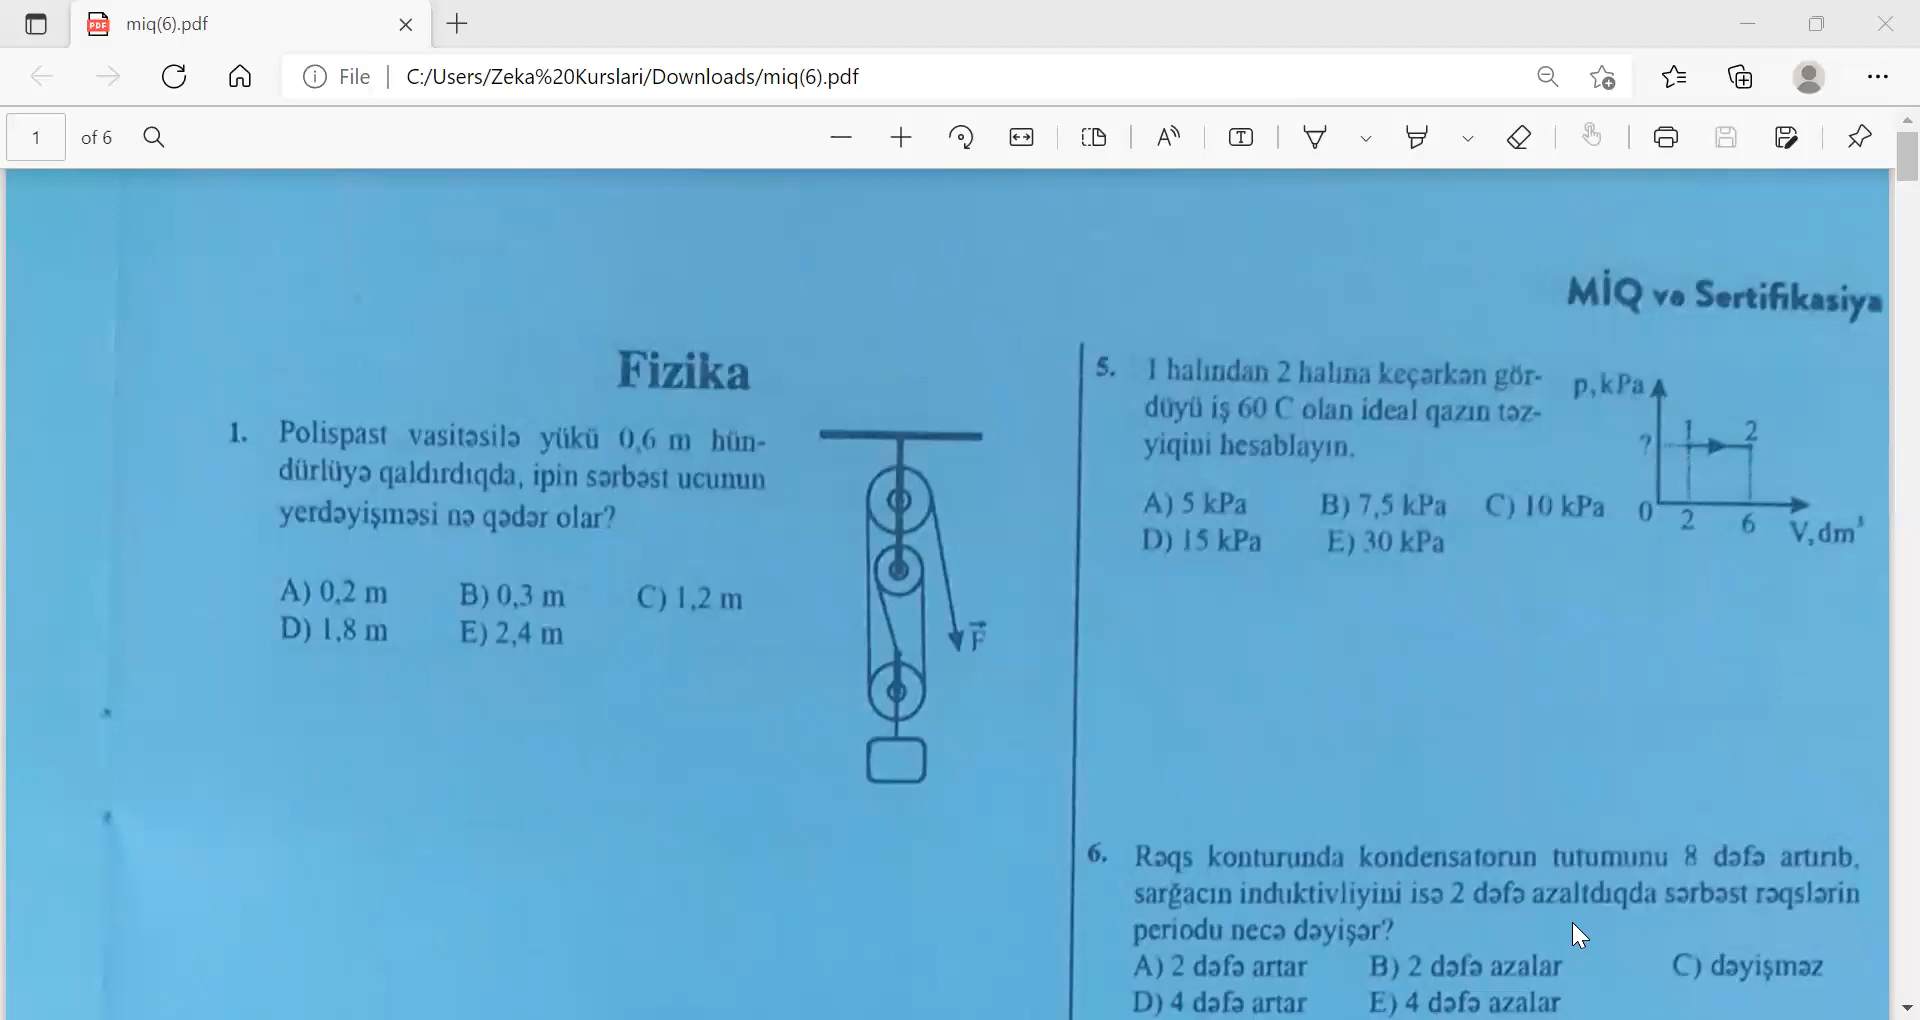 miq(6).pdf
File
C:/Users/Zeka%20Kurslari/Downloads/miq(6).pdf
1 of 6
MİQ və Sertifikasiya
Fizika
1. Polispast vasitəsilə yükü 0,6 m hün-
dürlüyə qaldırdıqda, ipin sərbəst ucunun
yerdəyişməsi nə qədər olar?
A) 0,2 m B) 0,3 m C) 1,2 m
D) 1,8 m E) 2,4 m
F
5. 1 halından 2 halına keçərkən gör-
düyü iş 60 C olan ideal qazın təz-
yiqini hesablayın.
A) 5 kPa B) 7,5 kPa C) 10 kPa
D) 15 kPa E) 30 kPa
p,kPa
? 1 2
0 2 6 V,dm³
6. Rəqs konturunda kondensatorun tutumunu 8 dəfə artırıb,
sarğacın induktivliyini isə 2 dəfə azaltdıqda sərbəst rəqslərin
periodu necə dəyişər?
A) 2 dəfə artar B) 2 dəfə azalar C) dəyişməz
D) 4 dəfə artar E) 4 dəfə azalar